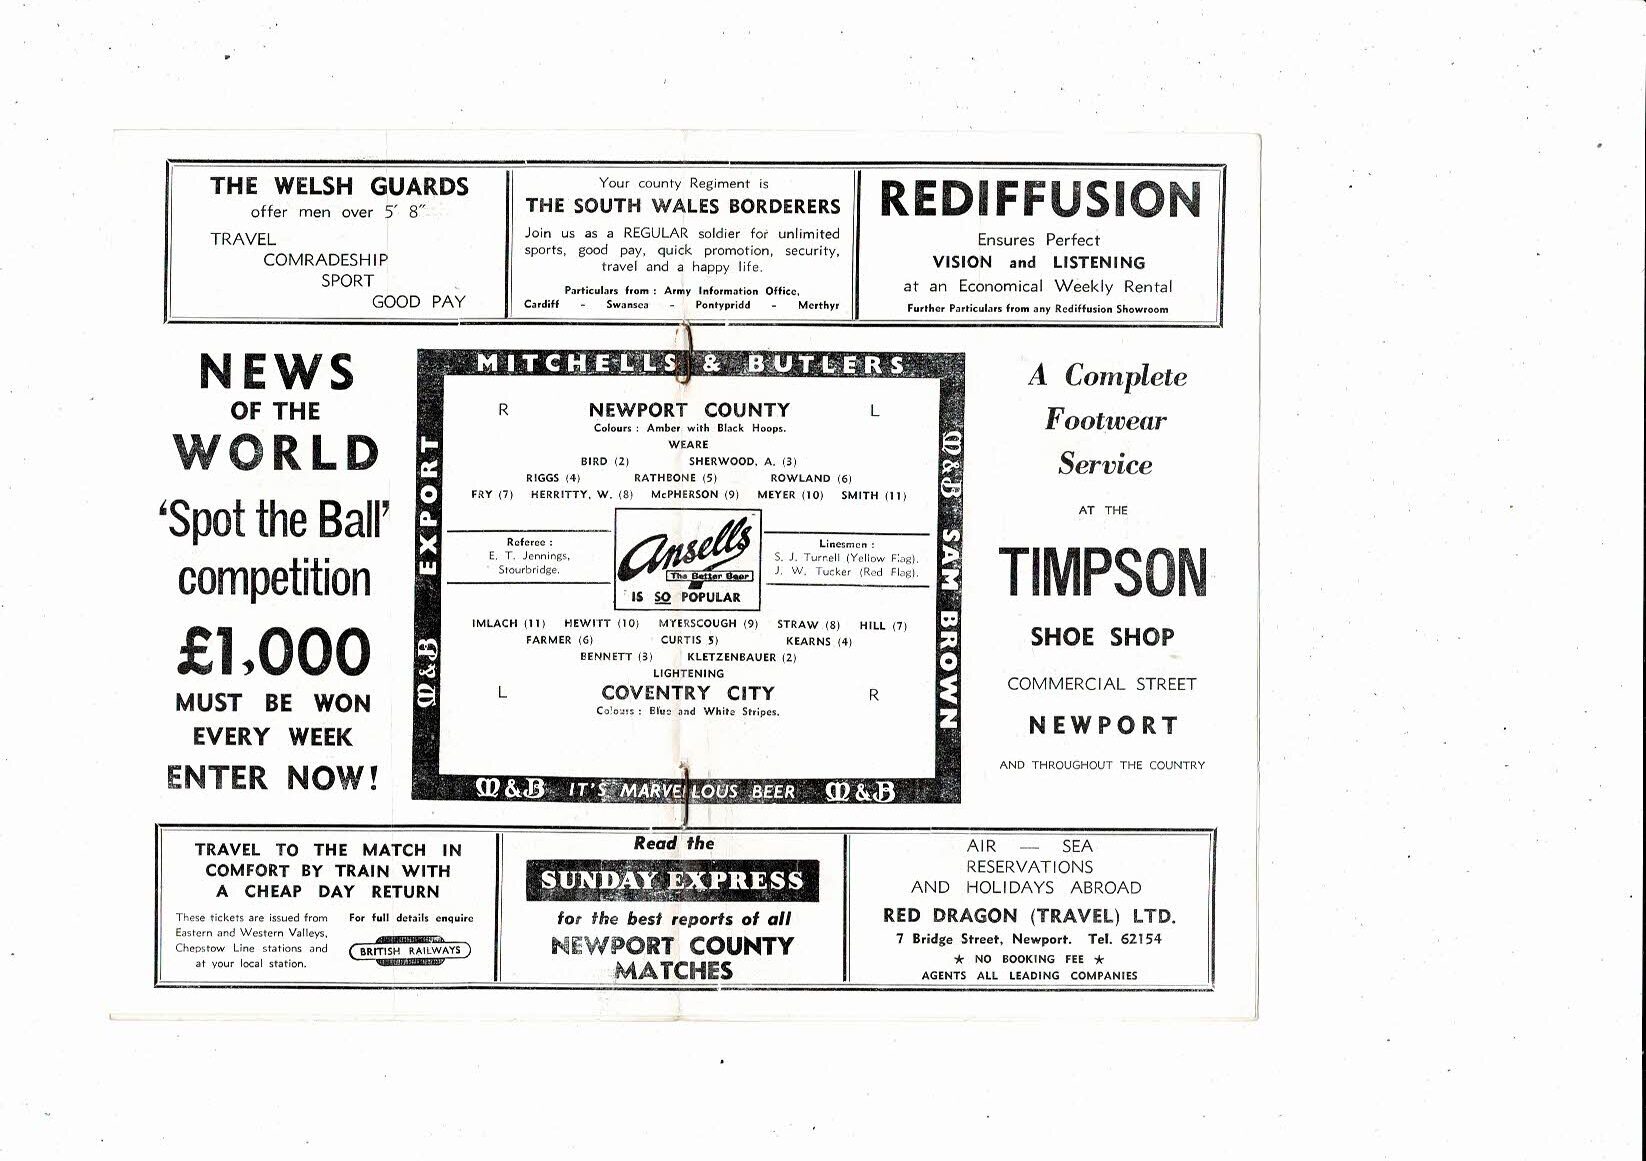 THE WELSH GUARDS
offer men over 5′ 8″
TRAVEL
COMRADESHIP
SPORT
GOOD PAY
Your county Regiment is
THE SOUTH WALES BORDERERS
Join us as a REGULAR soldier for unlimited
sports, good pay, quick promotion, security,
travel and a happy life.
Particulars from : Army Information Office,
Cardiff - Swansea - Pontypridd - Merthyr
REDIFFUSION
Ensures Perfect
VISION and LISTENING
at an Economical Weekly Rental
Further Particulars from any Rediffusion Showroom
NEWS
OF THE
WORLD
‘Spot the Ball’
competition
£1,000
MUST BE WON
EVERY WEEK
ENTER NOW!
MITCHELLS & BUTLERS
M&B EXPORT
R NEWPORT COUNTY L
Colours : Amber with Black Hoops.
WEARE
BIRD (2) SHERWOOD, A. (3)
RIGGS (4) RATHBONE (5) ROWLAND (6)
FRY (7) HERRITTY, W. (8) McPHERSON (9) MEYER (10) SMITH (11)
Referee :
E. T. Jennings,
Stourbridge.
Ansells
The Better Beer
IS SO POPULAR
Linesmen :
S. J. Turnell (Yellow Flag).
J. W. Tucker (Red Flag).
IMLACH (11) HEWITT (10) MYERSCOUGH (9) STRAW (8) HILL (7)
FARMER (6) CURTIS 5) KEARNS (4)
BENNETT (3) KLETZENBAUER (2)
LIGHTENING
L COVENTRY CITY R
Colours : Blue and White Stripes.
M&B SAM BROWN
M&B IT'S MARVELLOUS BEER M&B
A Complete
Footwear
Service
AT THE
TIMPSON
SHOE SHOP
COMMERCIAL STREET
NEWPORT
AND THROUGHOUT THE COUNTRY
TRAVEL TO THE MATCH IN
COMFORT BY TRAIN WITH
A CHEAP DAY RETURN
These tickets are issued from
Eastern and Western Valleys,
Chepstow Line stations and
at your local station.
For full details enquire
BRITISH RAILWAYS
Read the
SUNDAY EXPRESS
for the best reports of all
NEWPORT COUNTY
MATCHES
AIR — SEA
RESERVATIONS
AND HOLIDAYS ABROAD
RED DRAGON (TRAVEL) LTD.
7 Bridge Street, Newport. Tel. 62154
★ NO BOOKING FEE ★
AGENTS ALL LEADING COMPANIES